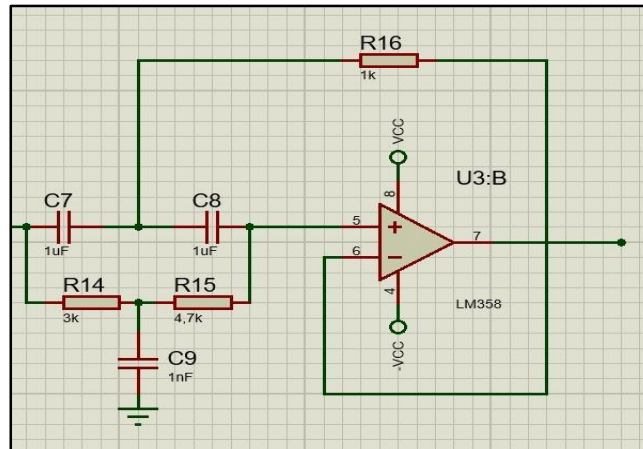 R16
1k
VCC
U3:B
8
C7
C8
5
7
1uF
1uF
6
R14
R15
4
LM358
3k
4,7k
-VCC
C9
1nF